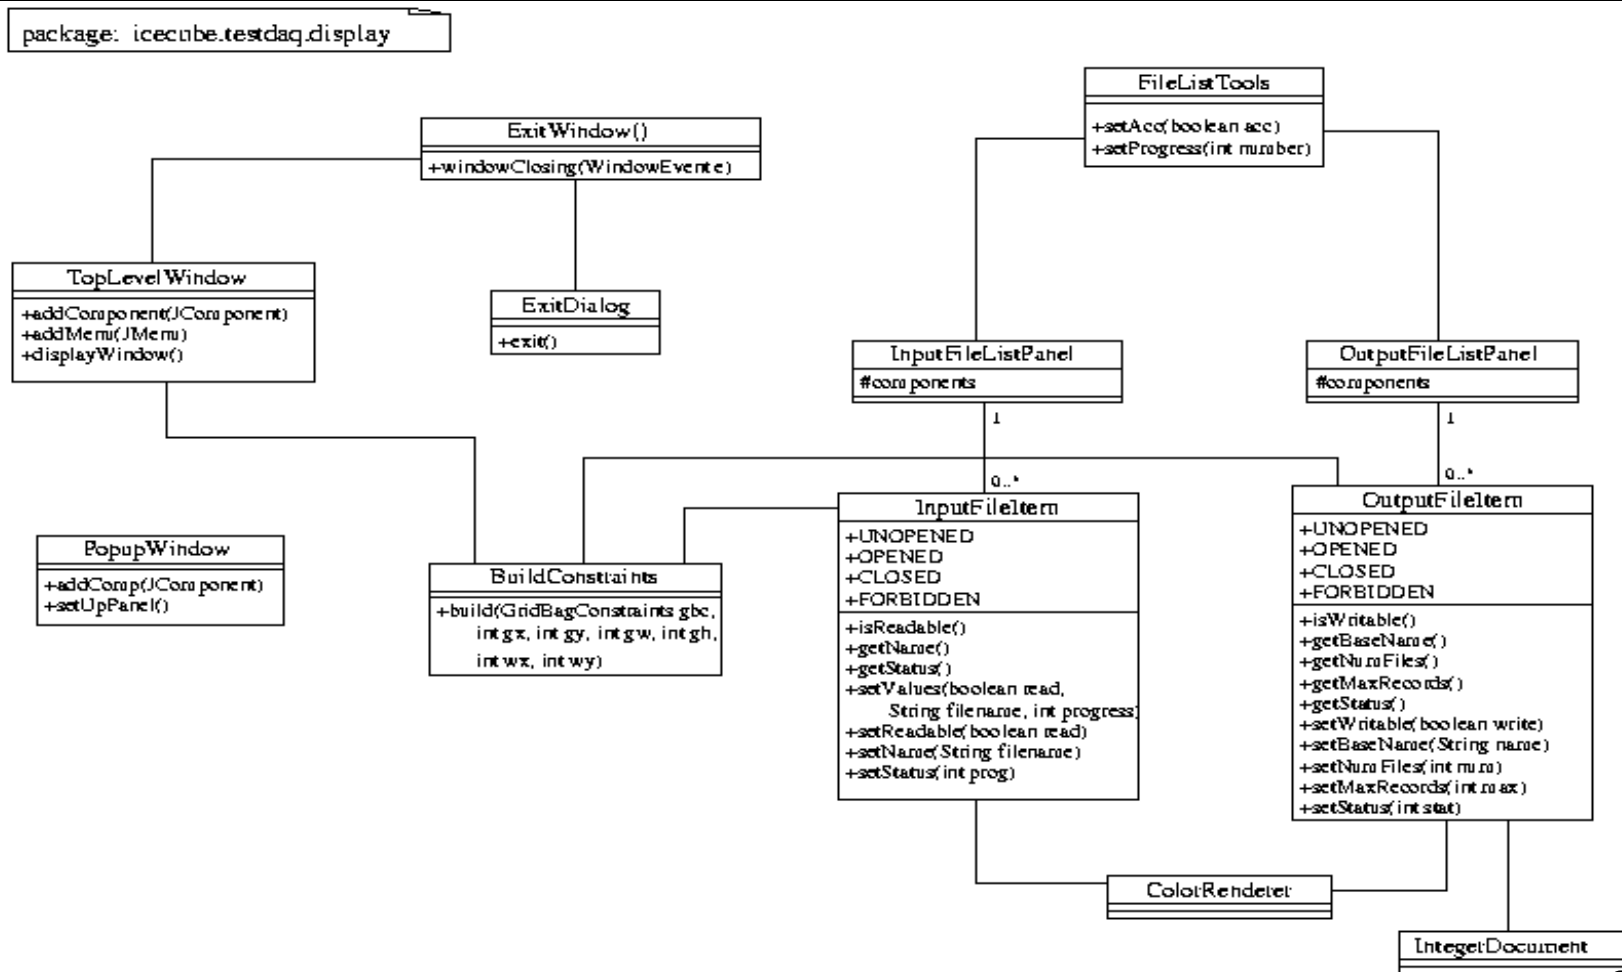 package: icecube.testdaq.display
FileListTools
+setAcc(boolean acc)
+setProgress(int number)
ExitWindow()
+windowClosing(WindowEvent e)
TopLevelWindow
+addComponent(JComponent)
+addMenu(JMenu)
+displayWindow()
ExitDialog
+exit()
InputFileListPanel
#components
1
OutputFileListPanel
#components
1
0..*
0..*
PopupWindow
+addComp(JComponent)
+setUpPanel()
BuildConstraints
+build(GridBagConstraints gbc,
int gx, int gy, int gw, int gh,
int wx, int wy)
InputFileItem
+UNOPENED
+OPENED
+CLOSED
+FORBIDDEN
+isReadable()
+getName()
+getStatus()
+setValues(boolean read,
String filename, int progress)
+setReadable(boolean read)
+setName(String filename)
+setStatus(int prog)
OutputFileItem
+UNOPENED
+OPENED
+CLOSED
+FORBIDDEN
+isWritable()
+getBaseName()
+getNumFiles()
+getMaxRecords()
+getStatus()
+setWritable(boolean write)
+setBaseName(String name)
+setNumFiles(int num)
+setMaxRecords(int max)
+setStatus(int stat)
ColorRenderer
IntegerDocument